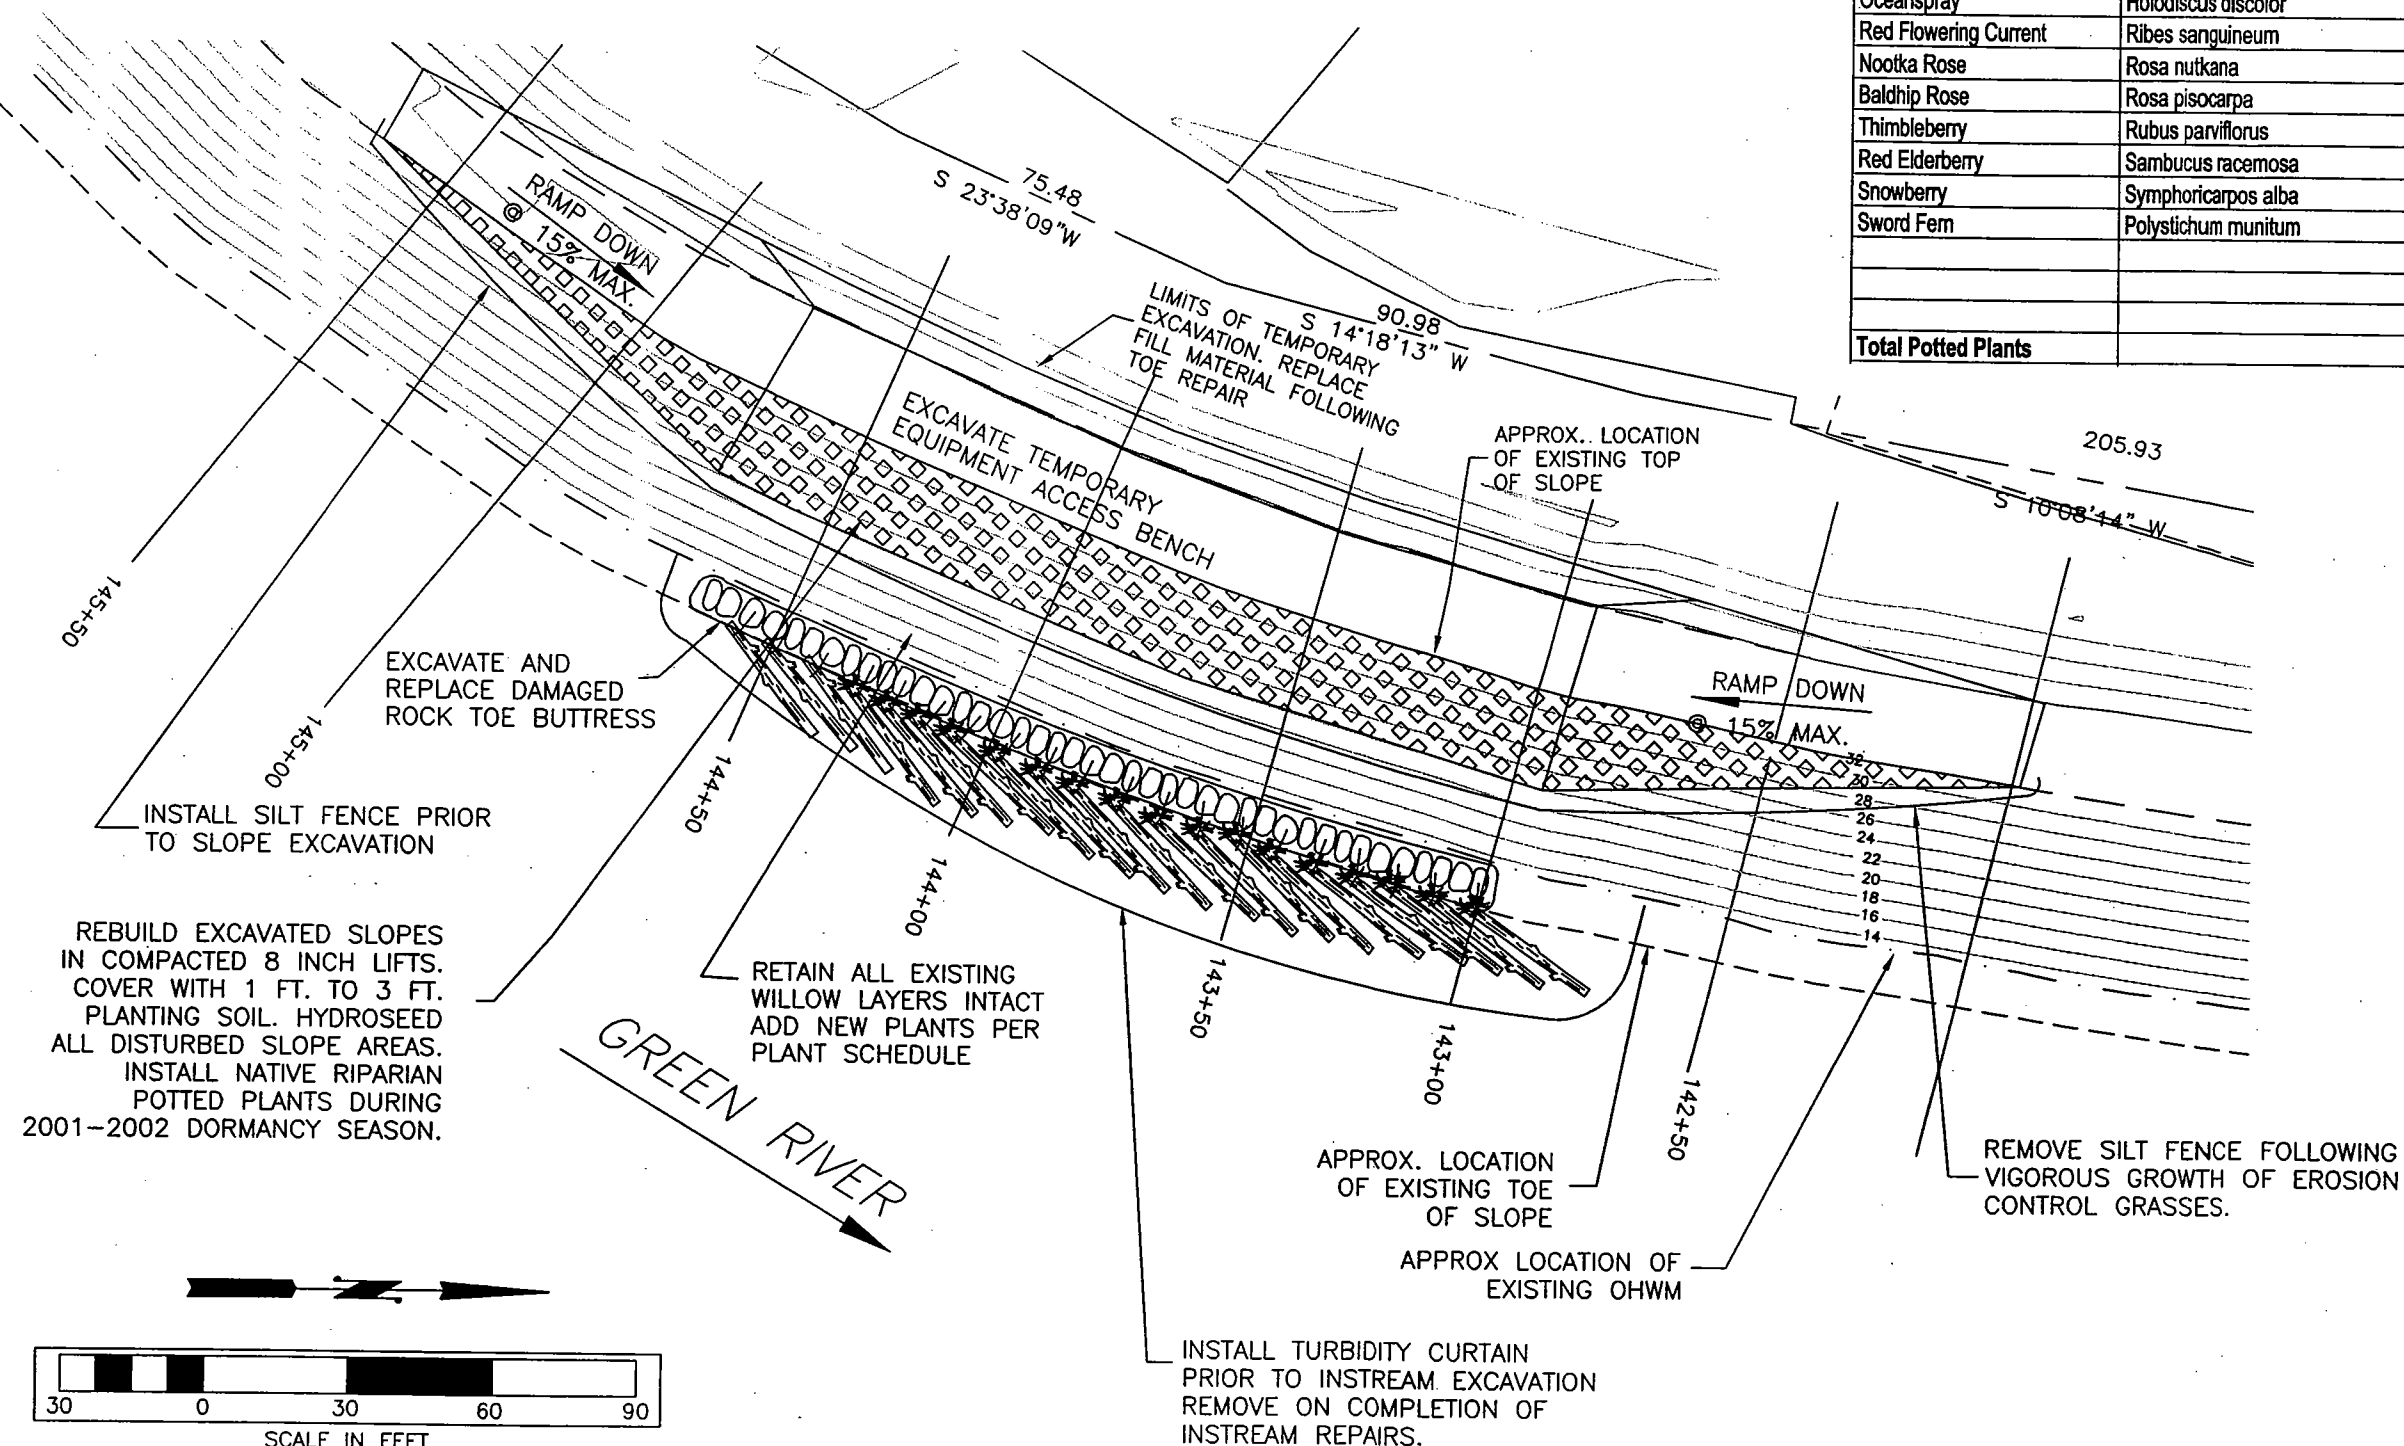 Oceanspray Holodiscus discolor
Red Flowering Current Ribes sanguineum
Nootka Rose Rosa nutkana
Baldhip Rose Rosa pisocarpa
Thimbleberry Rubus parviflorus
Red Elderberry Sambucus racemosa
Snowberry Symphoricarpos alba
Sword Fern Polystichum munitum
Total Potted Plants
RAMP DOWN
@ 15% MAX.
75.48
S 23°38'09"W
90.98
S 14°18'13" W
205.93
S 10°08'14" W
LIMITS OF TEMPORARY
EXCAVATION. REPLACE
FILL MATERIAL FOLLOWING
TOE REPAIR
EXCAVATE TEMPORARY
EQUIPMENT ACCESS BENCH
APPROX. LOCATION
OF EXISTING TOP
OF SLOPE
RAMP DOWN
@ 15% MAX.
32
30
28
26
24
22
20
18
16
14
145+50
145+00
144+50
144+00
143+50
143+00
142+50
EXCAVATE AND
REPLACE DAMAGED
ROCK TOE BUTTRESS
INSTALL SILT FENCE PRIOR
TO SLOPE EXCAVATION
REBUILD EXCAVATED SLOPES
IN COMPACTED 8 INCH LIFTS.
COVER WITH 1 FT. TO 3 FT.
PLANTING SOIL. HYDROSEED
ALL DISTURBED SLOPE AREAS.
INSTALL NATIVE RIPARIAN
POTTED PLANTS DURING
2001-2002 DORMANCY SEASON.
RETAIN ALL EXISTING
WILLOW LAYERS INTACT
ADD NEW PLANTS PER
PLANT SCHEDULE
GREEN RIVER
APPROX. LOCATION
OF EXISTING TOE
OF SLOPE
APPROX LOCATION OF
EXISTING OHWM
REMOVE SILT FENCE FOLLOWING
VIGOROUS GROWTH OF EROSION
CONTROL GRASSES.
INSTALL TURBIDITY CURTAIN
PRIOR TO INSTREAM EXCAVATION
REMOVE ON COMPLETION OF
INSTREAM REPAIRS.
Z
30 0 30 60 90
SCALE IN FEET